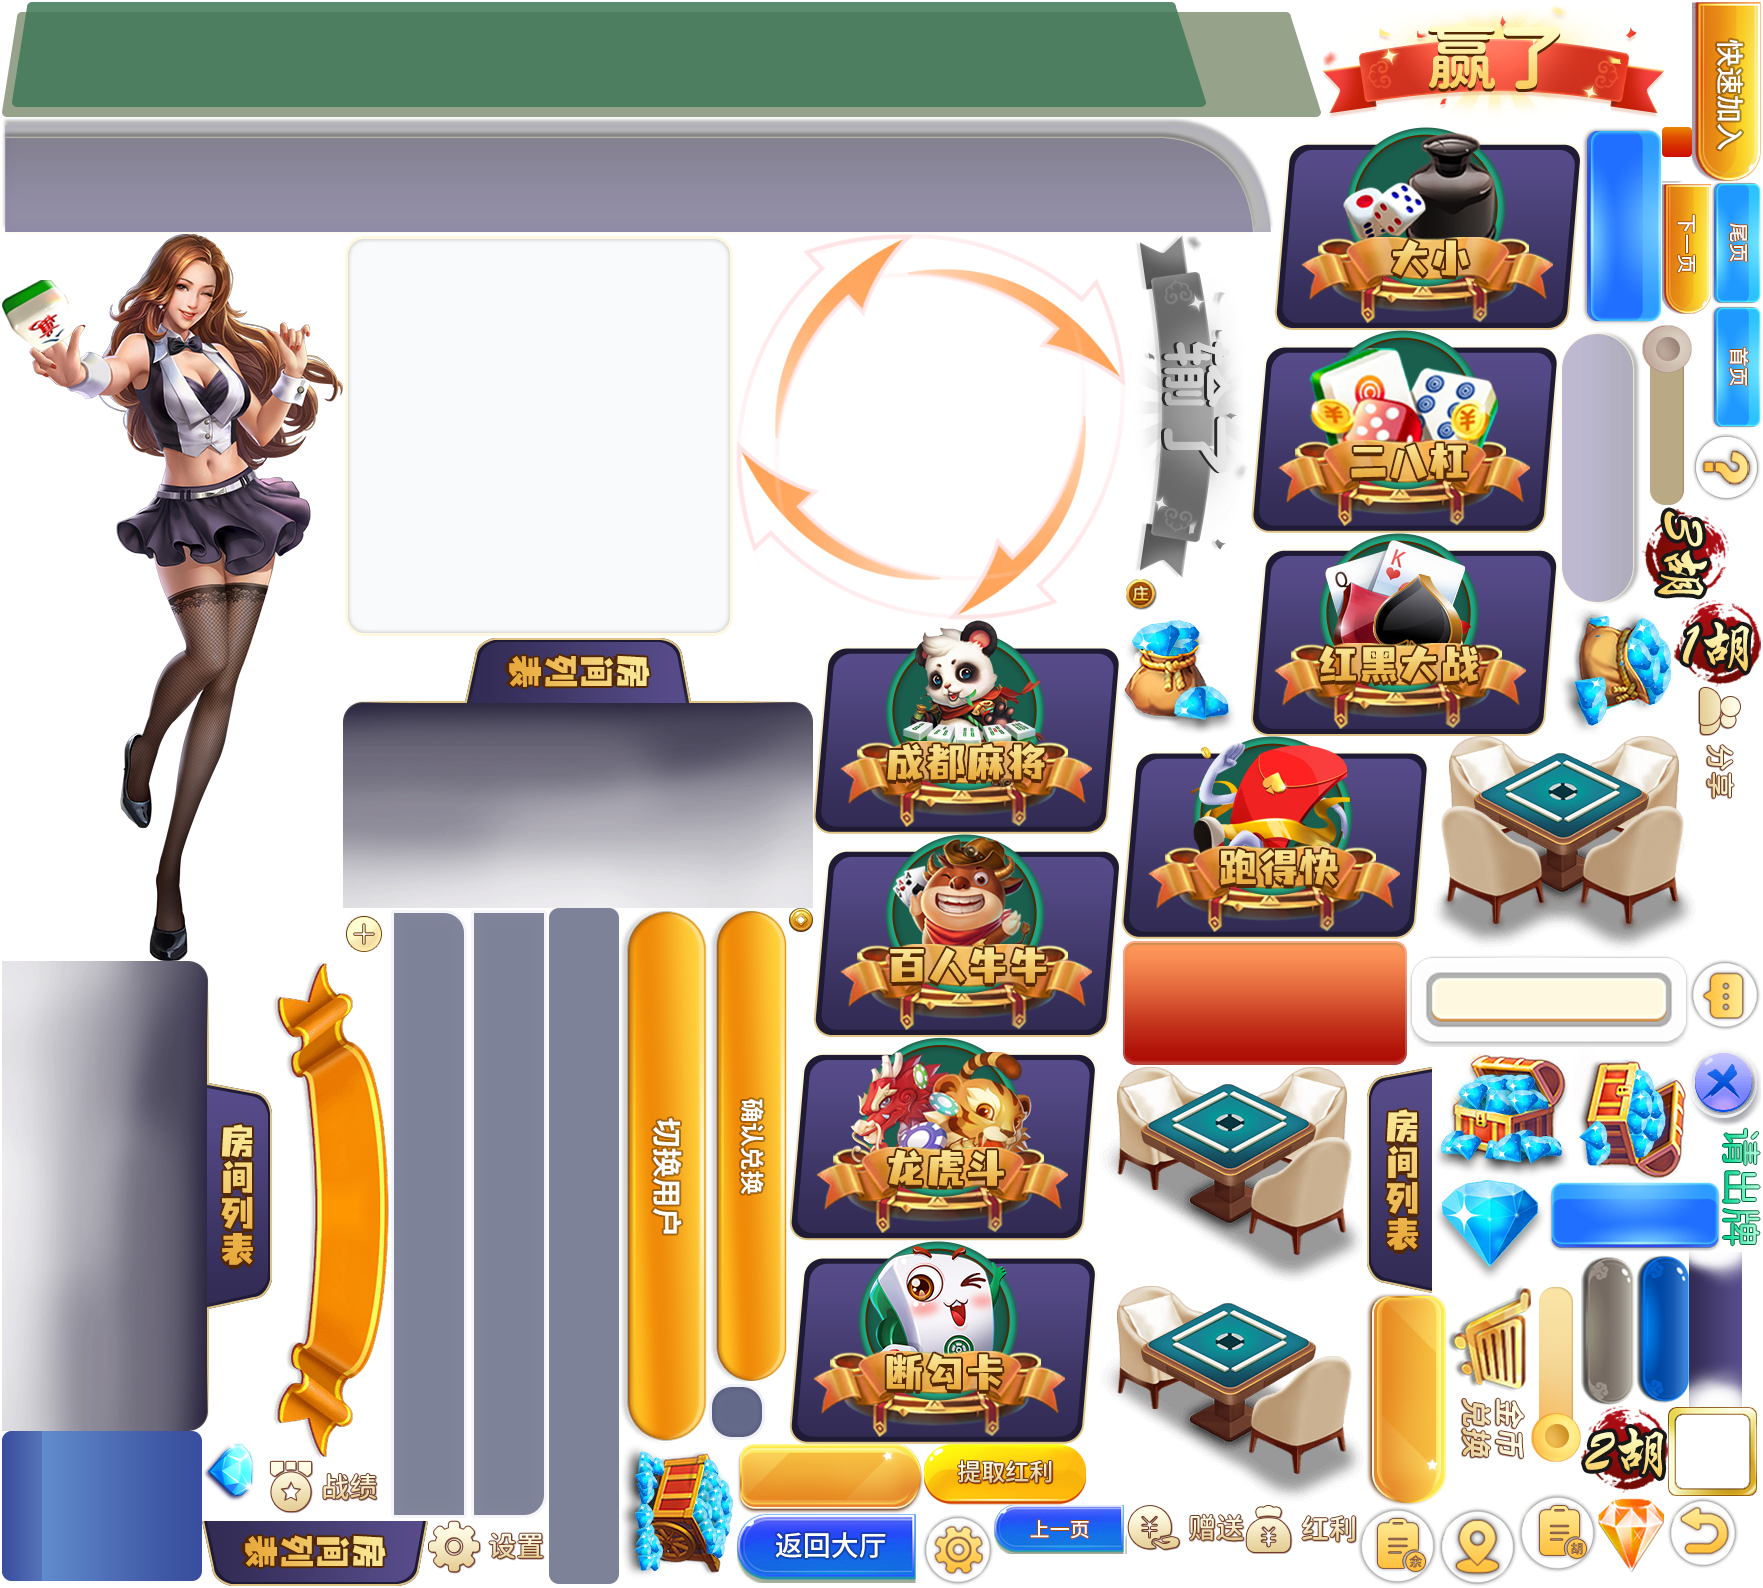 赢了
快速加入
大小
尾页
下一页
首页
輸了
二八杠
K
Q
3胡
庄
红黑大战
1胡
房间列表
成都麻将
分享
跑得快
百人牛牛
确认兑换
切换用户
房间列表
龙虎斗
房间列表
请出牌
断勾卡
金币
兑换
2胡
战绩
提取红利
房间列表
设置
返回大厅
上一页
赠送
红利
余
胡